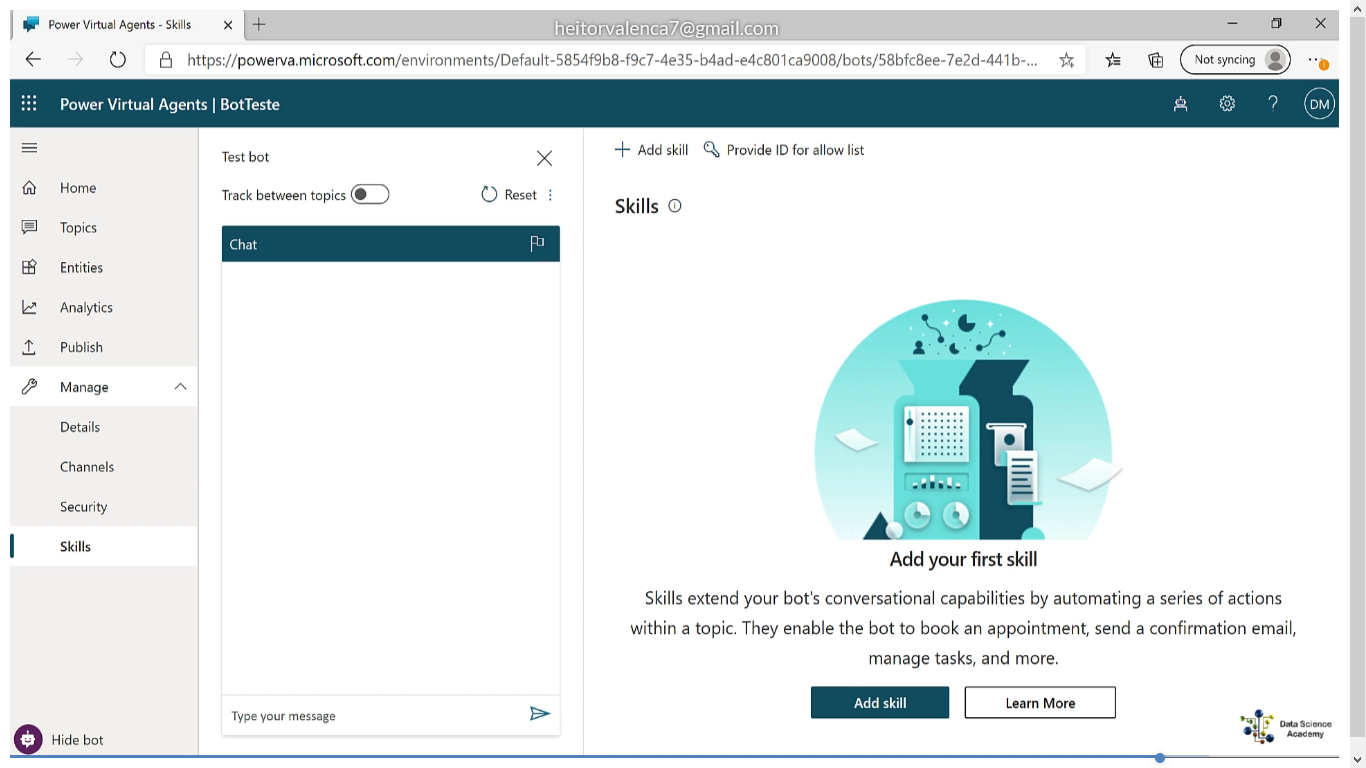 Power Virtual Agents - Skills
heitorvalenca7@gmail.com
https://powerva.microsoft.com/environments/Default-5854f9b8-f9c7-4e35-b4ad-e4c801ca9008/bots/58bfc8ee-7e2d-441b-...
Not syncing
Power Virtual Agents | BotTeste
DM
Home
Topics
Entities
Analytics
Publish
Manage
Details
Channels
Security
Skills
Hide bot
Test bot
Track between topics
Reset
Chat
Type your message
Add skill
Provide ID for allow list
Skills
Add your first skill
Skills extend your bot's conversational capabilities by automating a series of actions
within a topic. They enable the bot to book an appointment, send a confirmation email,
manage tasks, and more.
Add skill
Learn More
Data Science
Academy